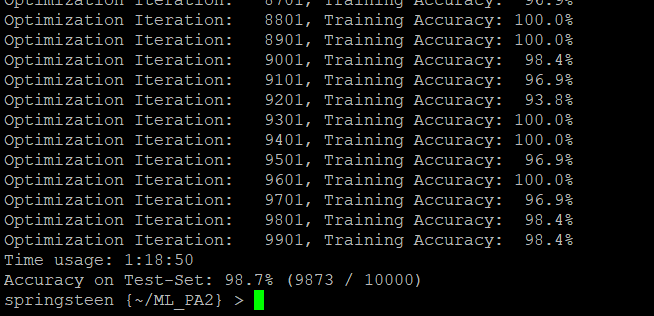 Optimization Iteration:   8701, Training Accuracy:  96.9%
Optimization Iteration:   8801, Training Accuracy: 100.0%
Optimization Iteration:   8901, Training Accuracy: 100.0%
Optimization Iteration:   9001, Training Accuracy:  98.4%
Optimization Iteration:   9101, Training Accuracy:  96.9%
Optimization Iteration:   9201, Training Accuracy:  93.8%
Optimization Iteration:   9301, Training Accuracy: 100.0%
Optimization Iteration:   9401, Training Accuracy: 100.0%
Optimization Iteration:   9501, Training Accuracy:  96.9%
Optimization Iteration:   9601, Training Accuracy: 100.0%
Optimization Iteration:   9701, Training Accuracy:  96.9%
Optimization Iteration:   9801, Training Accuracy:  98.4%
Optimization Iteration:   9901, Training Accuracy:  98.4%
Time usage: 1:18:50
Accuracy on Test-Set: 98.7% (9873 / 10000)
springsteen {~/ML_PA2} >